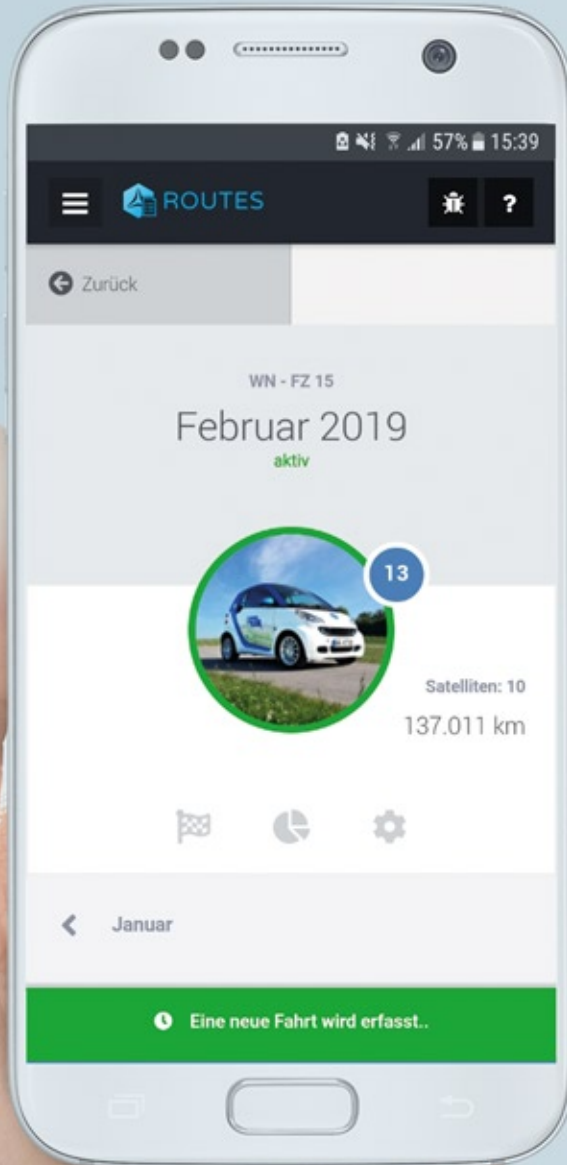 57% 15:39
ROUTES
?
Zurück
WN - FZ 15
Februar 2019
aktiv
13
Satelliten: 10
137.011 km
Januar
Eine neue Fahrt wird erfasst..